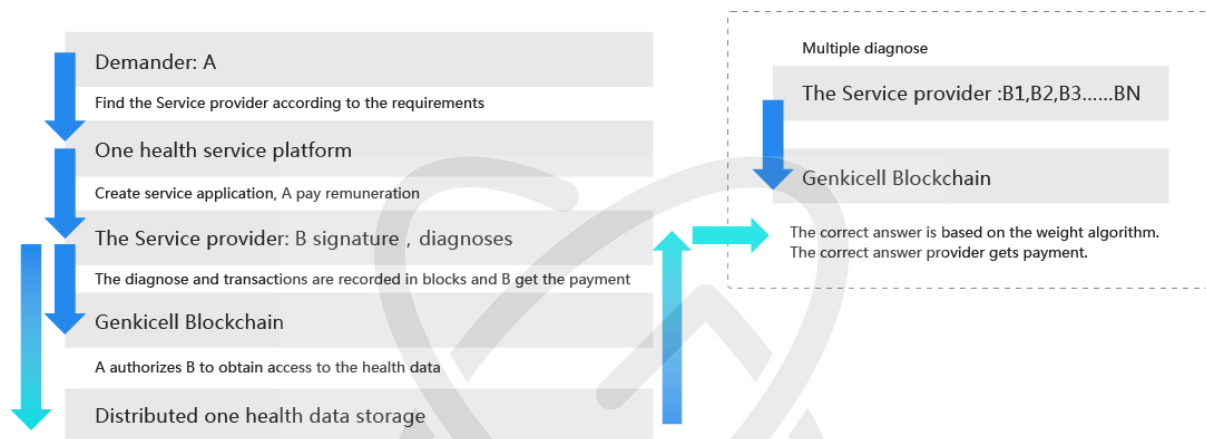 Demander: A
Find the Service provider according to the requirements
One health service platform
Create service application, A pay remuneration
The Service provider: B signature , diagnoses
The diagnose and transactions are recorded in blocks and B get the payment
Genkicell Blockchain
A authorizes B to obtain access to the health data
Distributed one health data storage
Multiple diagnose
The Service provider :B1,B2,B3......BN
Genkicell Blockchain
The correct answer is based on the weight algorithm.
The correct answer provider gets payment.